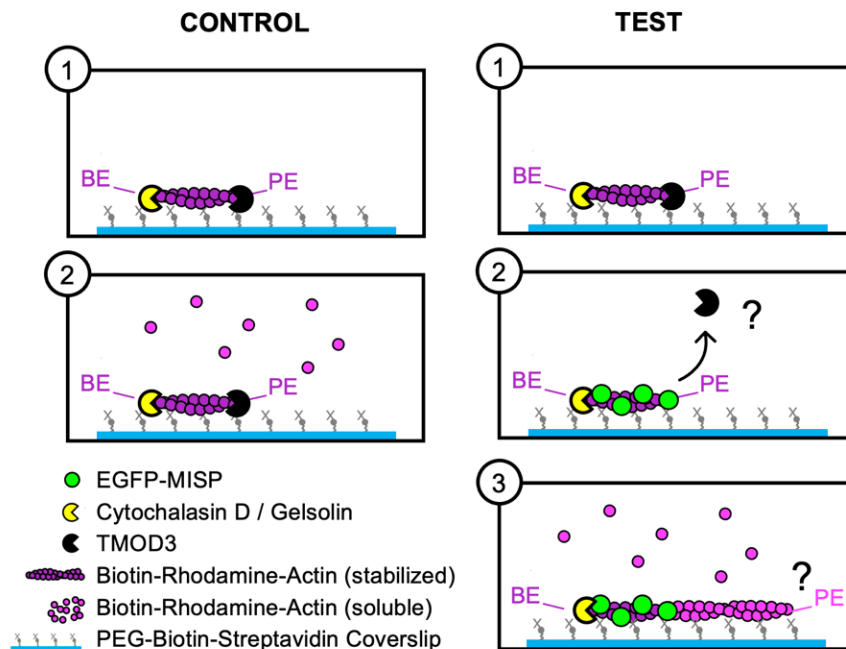 CONTROL
1
BE
PE
2
BE
PE
EGFP-MISP
Cytochalasin D / Gelsolin
TMOD3
Biotin-Rhodamine-Actin (stabilized)
Biotin-Rhodamine-Actin (soluble)
PEG-Biotin-Streptavidin Coverslip
TEST
1
BE
PE
2
?
BE
PE
3
?
BE
PE